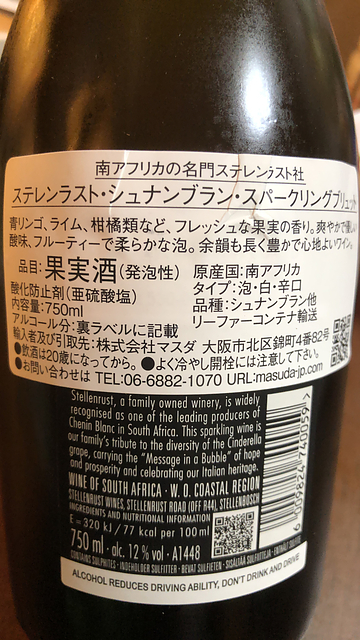 南アフリカの名門ステレンラスト社
ステレンラスト・シュナンブラン・スパークリングブリュット
青リンゴ、ライム、柑橘類など、フレッシュな果実の香り。爽やかで優しい
酸味、フルーティーで柔らかな泡。余韻も長く豊かで心地よいワイン。
品目:果実酒(発泡性) 原産国:南アフリカ
酸化防止剤(亜硫酸塩) タイプ:泡・白・辛口
内容量:750ml 品種:シュナンブラン他
アルコール分:裏ラベルに記載 リーファーコンテナ輸送
輸入者及び引取先:株式会社マスダ 大阪市北区錦町4番82号
●飲酒は20歳になってから。●よく冷やし開栓には注意して下さい。
●お問い合わせは TEL:06-6882-1070 URL:masuda-jp.com
Stellenrust, a family owned winery, is widely
recognised as one of the leading producers of
Chenin Blanc in South Africa. This sparkling wine is
our family's tribute to the diversity of the Cinderella
grape, carrying the "Message in a Bubble" of hope
and prosperity and celebrating our Italian heritage.
WINE OF SOUTH AFRICA · W. O. COASTAL REGION
STELLENRUST WINES, STELLENRUST ROAD (OFF R44), STELLENBOSCH
INGREDIENTS AND NUTRITIONAL INFORMATION
E = 320 kJ / 77 kcal per 100 ml
750 ml · alc. 12 % vol · A1448
CONTAINS SULPHITES · INDEHOLDER SULFITTER · BEVAT SULFIETEN · SISÄLTÄÄ SULFIITTEJA · ENTHÄLT SULFITE
6 009824 740059 >
ALCOHOL REDUCES DRIVING ABILITY, DON'T DRINK AND DRIVE